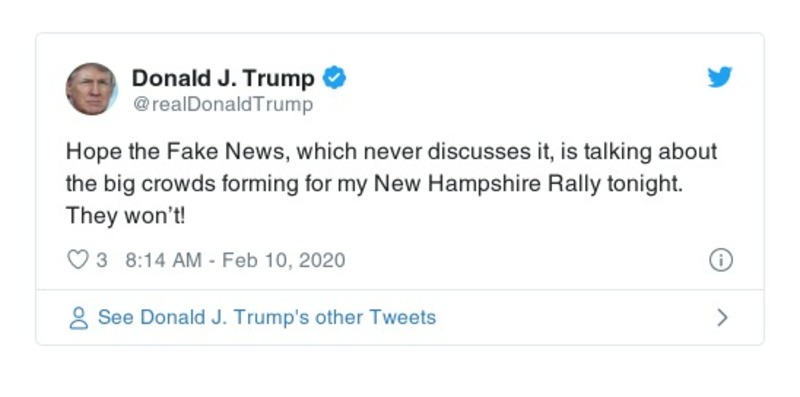 Donald J. Trump
@realDonaldTrump
Hope the Fake News, which never discusses it, is talking about
the big crowds forming for my New Hampshire Rally tonight.
They won’t!
3 8:14 AM - Feb 10, 2020
See Donald J. Trump's other Tweets